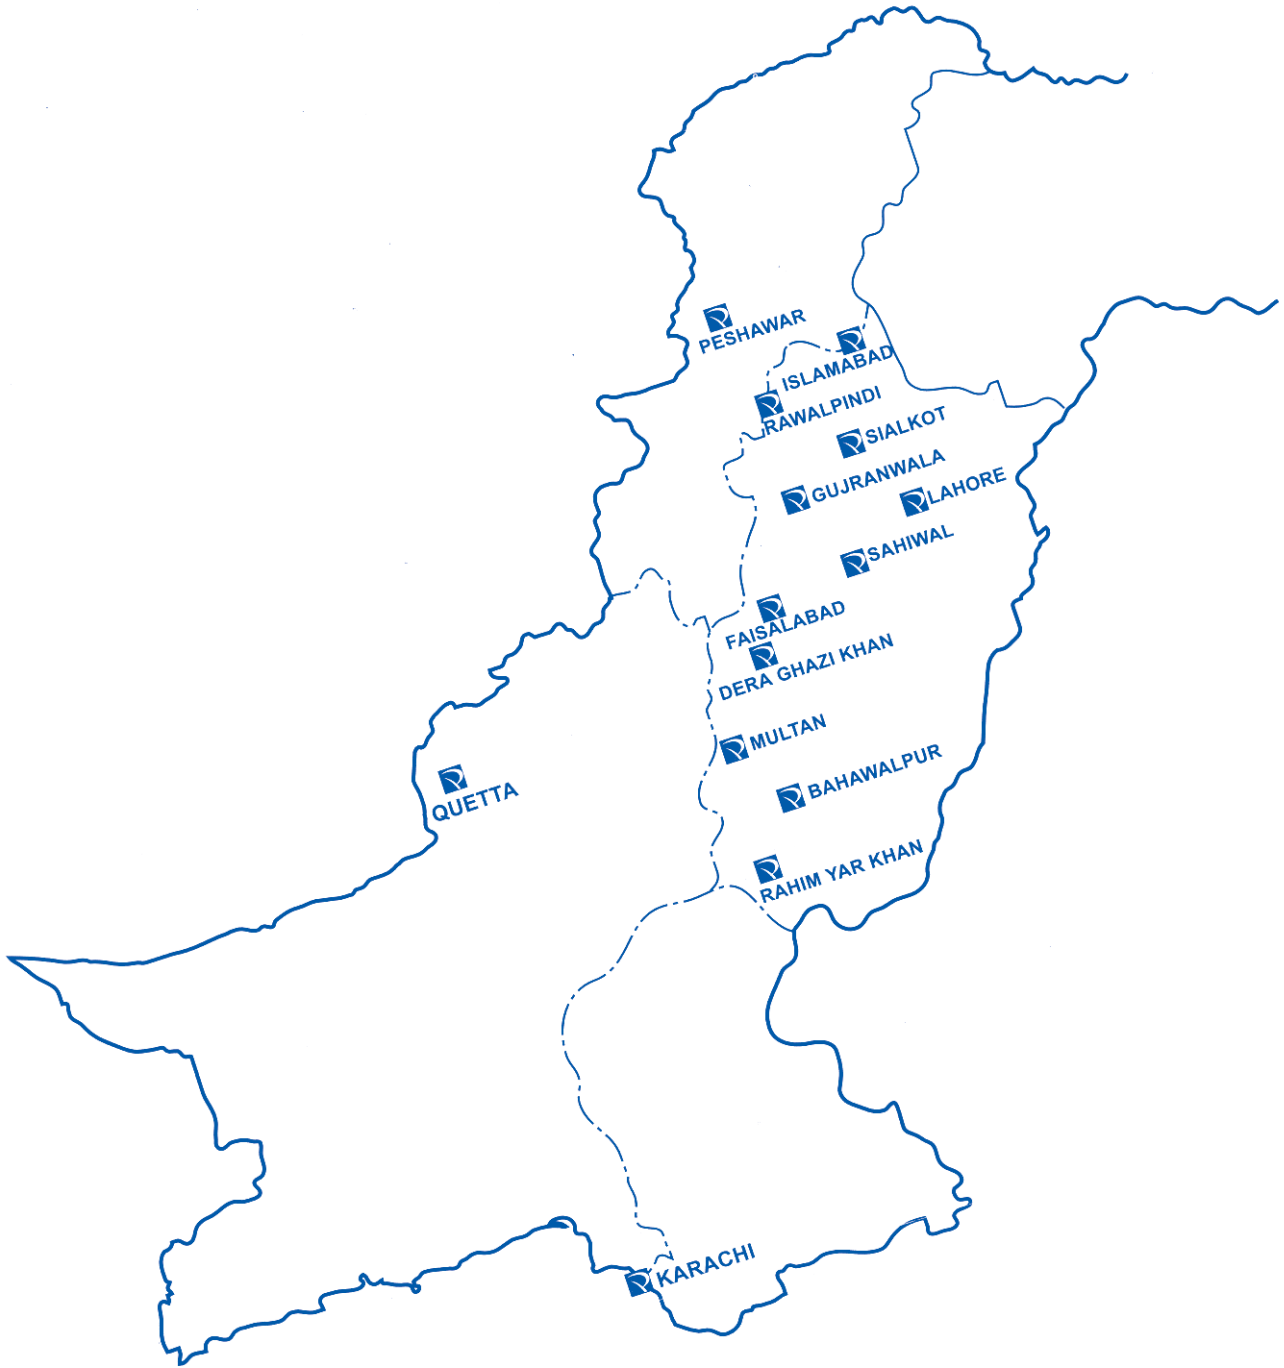 PESHAWAR
ISLAMABAD
RAWALPINDI
SIALKOT
GUJRANWALA
LAHORE
SAHIWAL
FAISALABAD
DERA GHAZI KHAN
MULTAN
BAHAWALPUR
QUETTA
RAHIM YAR KHAN
KARACHI